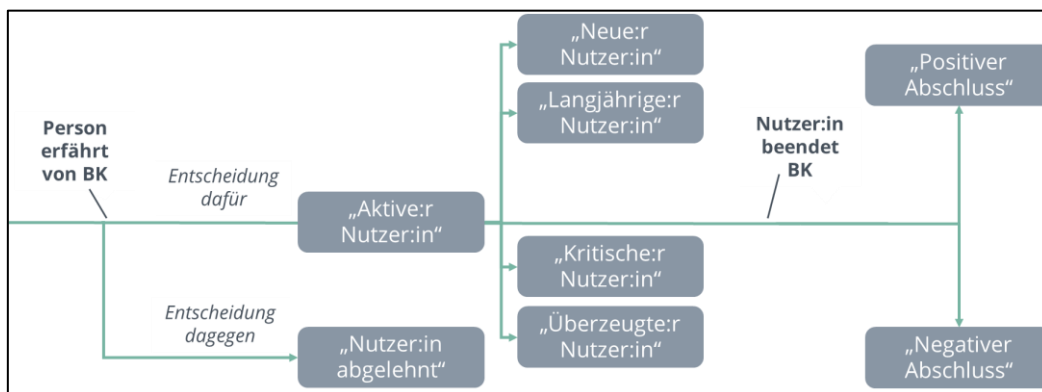 Person
erfährt
von BK
Entscheidung
dafür
Entscheidung
dagegen
„Aktive:r
Nutzer:in“
„Nutzer:in
abgelehnt“
„Neue:r
Nutzer:in“
„Langjährige:r
Nutzer:in“
„Kritische:r
Nutzer:in“
„Überzeugte:r
Nutzer:in“
Nutzer:in
beendet
BK
„Positiver
Abschluss“
„Negativer
Abschluss“